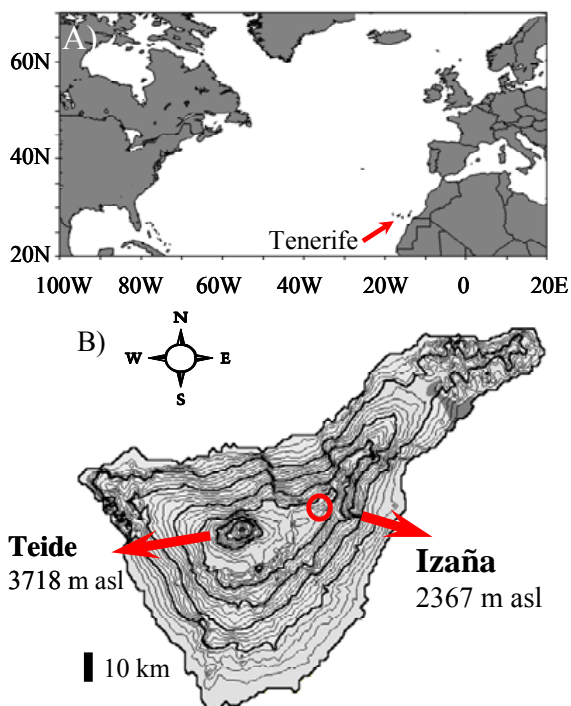 A)
60N
40N
20N
Tenerife
100W 80W 60W 40W 20W 0 20E
B)
N
W E
S
Teide
3718 m asl
Izaña
2367 m asl
10 km